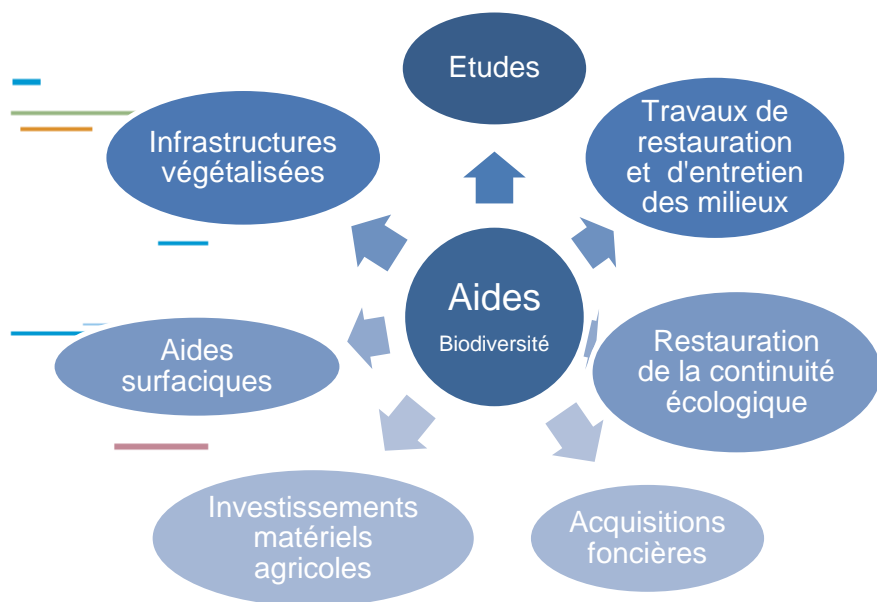 Etudes
Travaux de
restauration
et d'entretien
des milieux
Infrastructures
végétalisées
Aides
Biodiversité
Restauration
de la continuité
écologique
Aides
surfaciques
Investissements
matériels
agricoles
Acquisitions
foncières